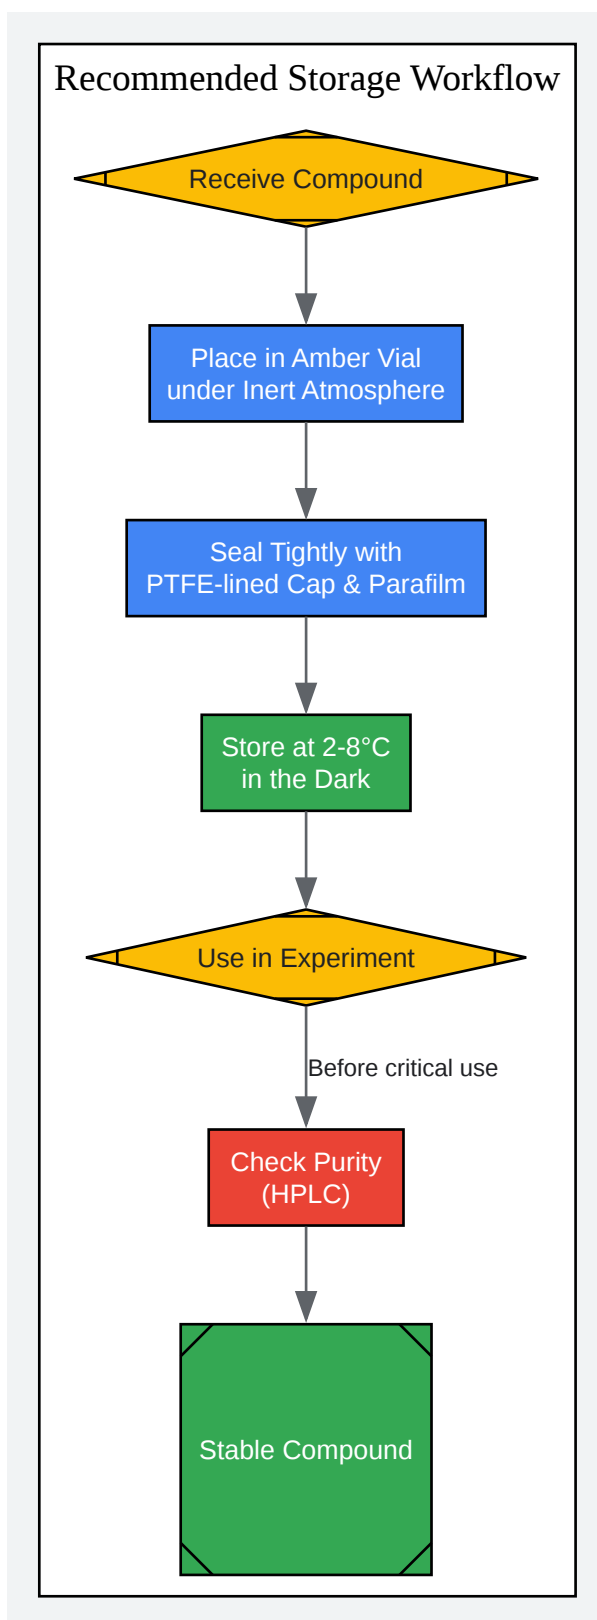 Recommended Storage Workflow
Receive Compound
Place in Amber Vial
under Inert Atmosphere
Seal Tightly with
PTFE-lined Cap & Parafilm
Store at 2-8°C
in the Dark
Use in Experiment
Before critical use
Check Purity
(HPLC)
Stable Compound